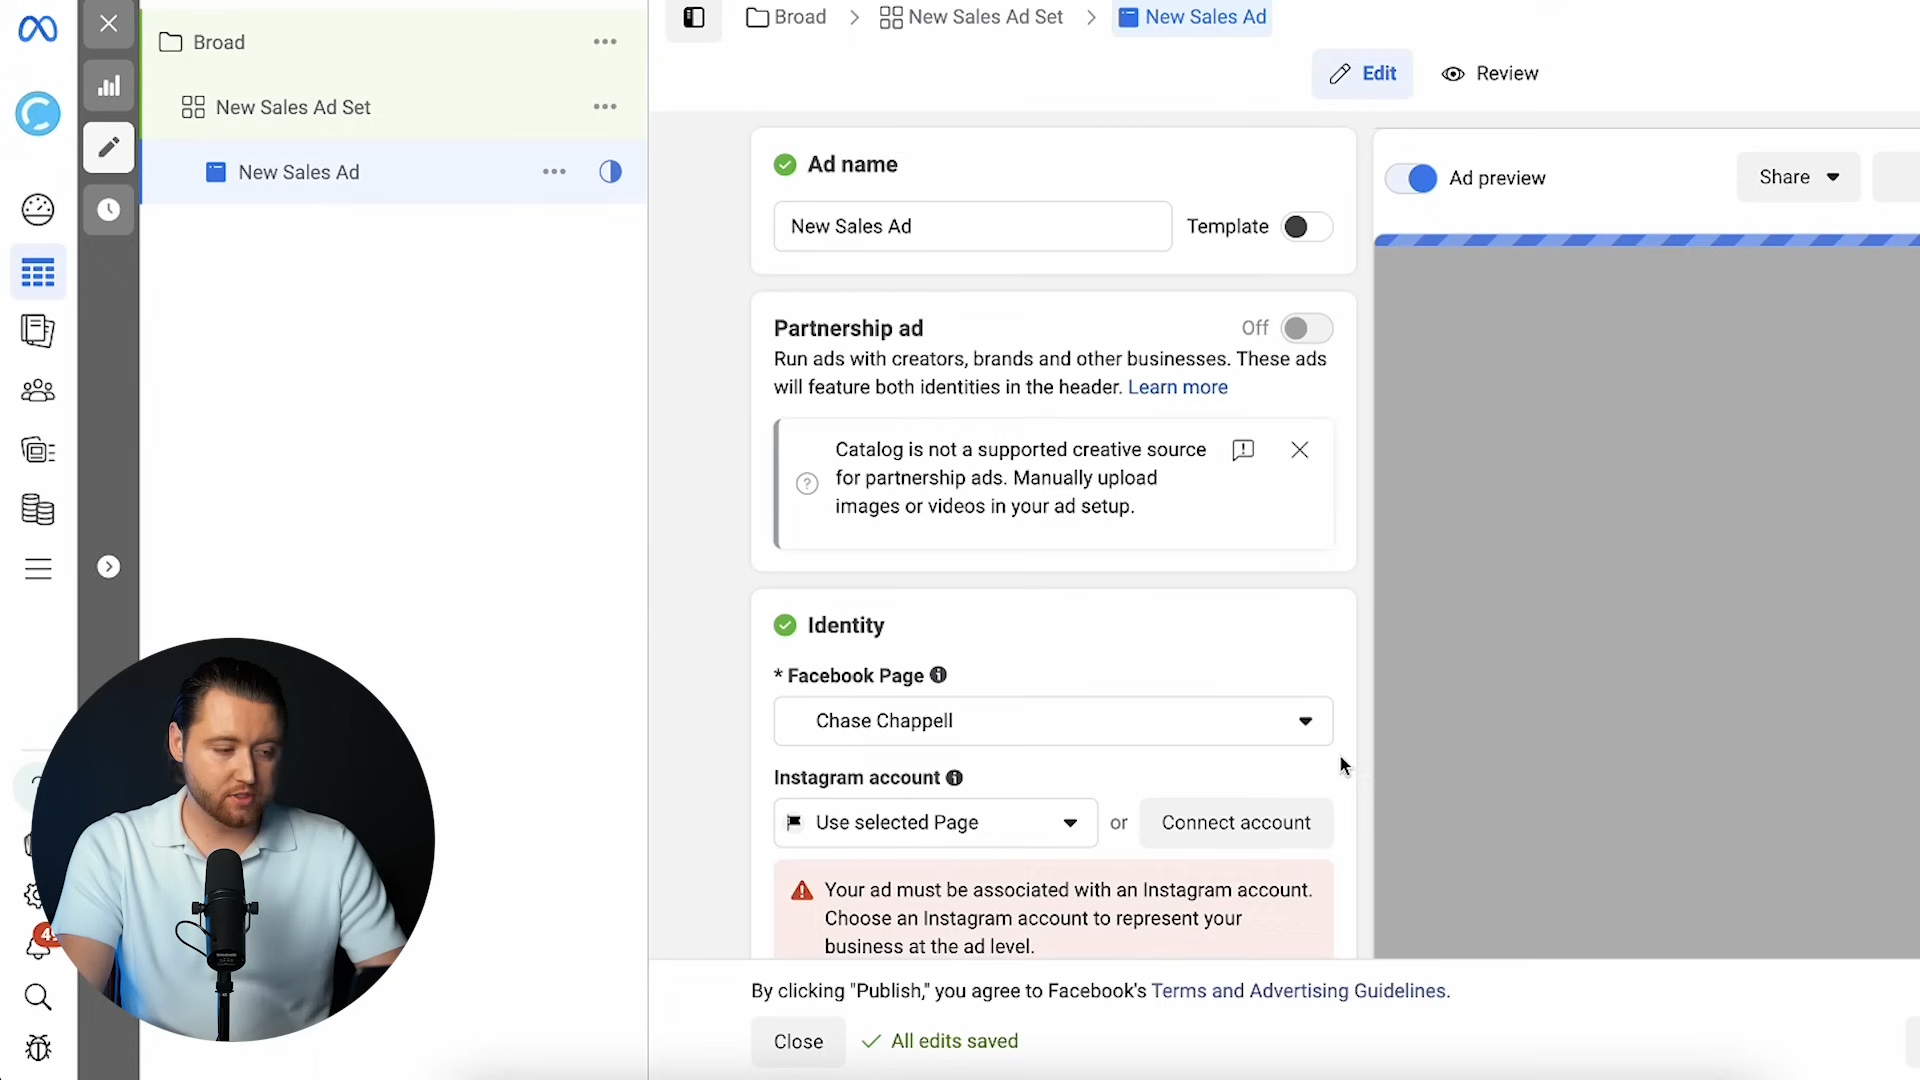 Broad
New Sales Ad Set
New Sales Ad
Broad
New Sales Ad Set
New Sales Ad
Edit
Review
Ad name
New Sales Ad
Template
Partnership ad
Off
Run ads with creators, brands and other businesses. These ads
will feature both identities in the header. Learn more
Catalog is not a supported creative source
for partnership ads. Manually upload
images or videos in your ad setup.
Identity
* Facebook Page
Chase Chappell
Instagram account
Use selected Page
or
Connect account
Your ad must be associated with an Instagram account.
Choose an Instagram account to represent your
business at the ad level.
Ad preview
Share
By clicking "Publish," you agree to Facebook's Terms and Advertising Guidelines.
Close
All edits saved